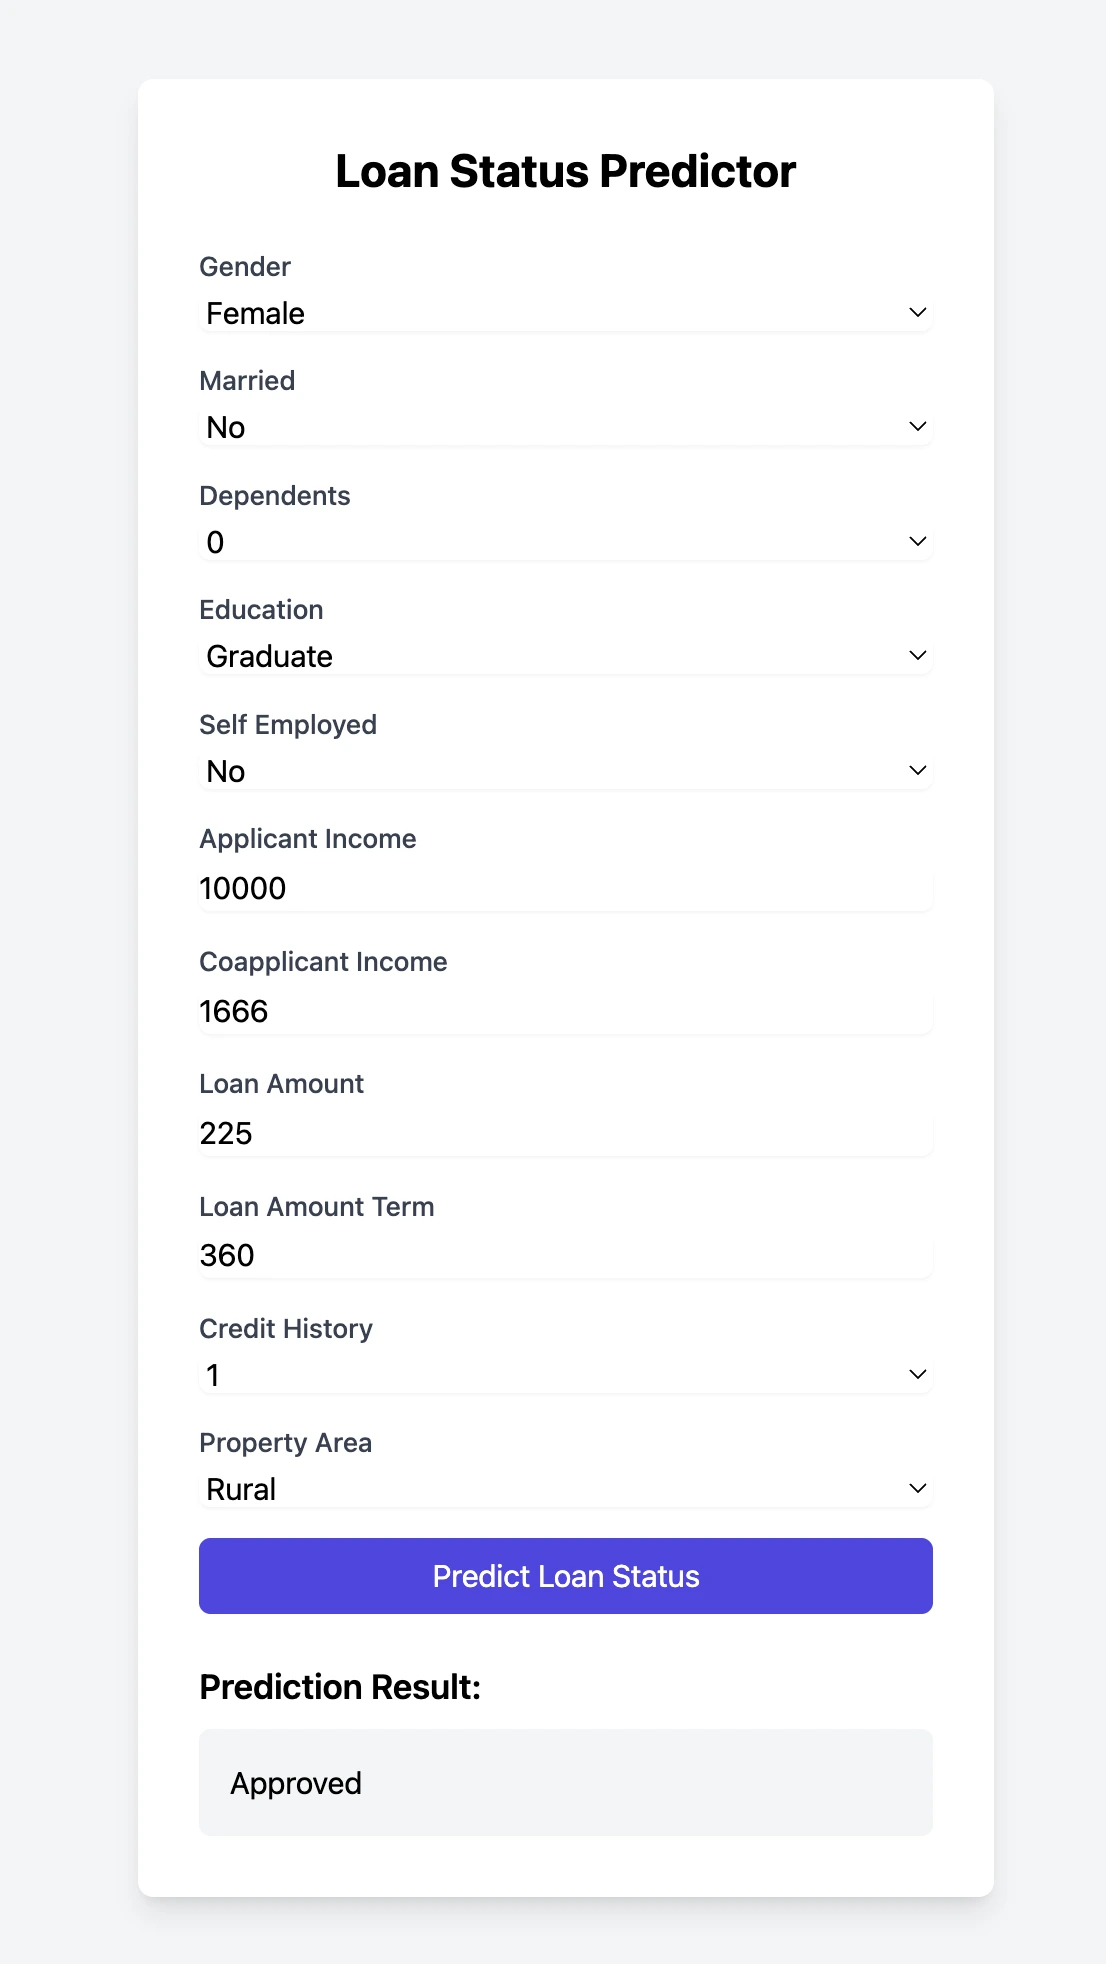 Loan Status Predictor
Gender
Female
Married
No
Dependents
0
Education
Graduate
Self Employed
No
Applicant Income
10000
Coapplicant Income
1666
Loan Amount
225
Loan Amount Term
360
Credit History
1
Property Area
Rural
Predict Loan Status
Prediction Result:
Approved